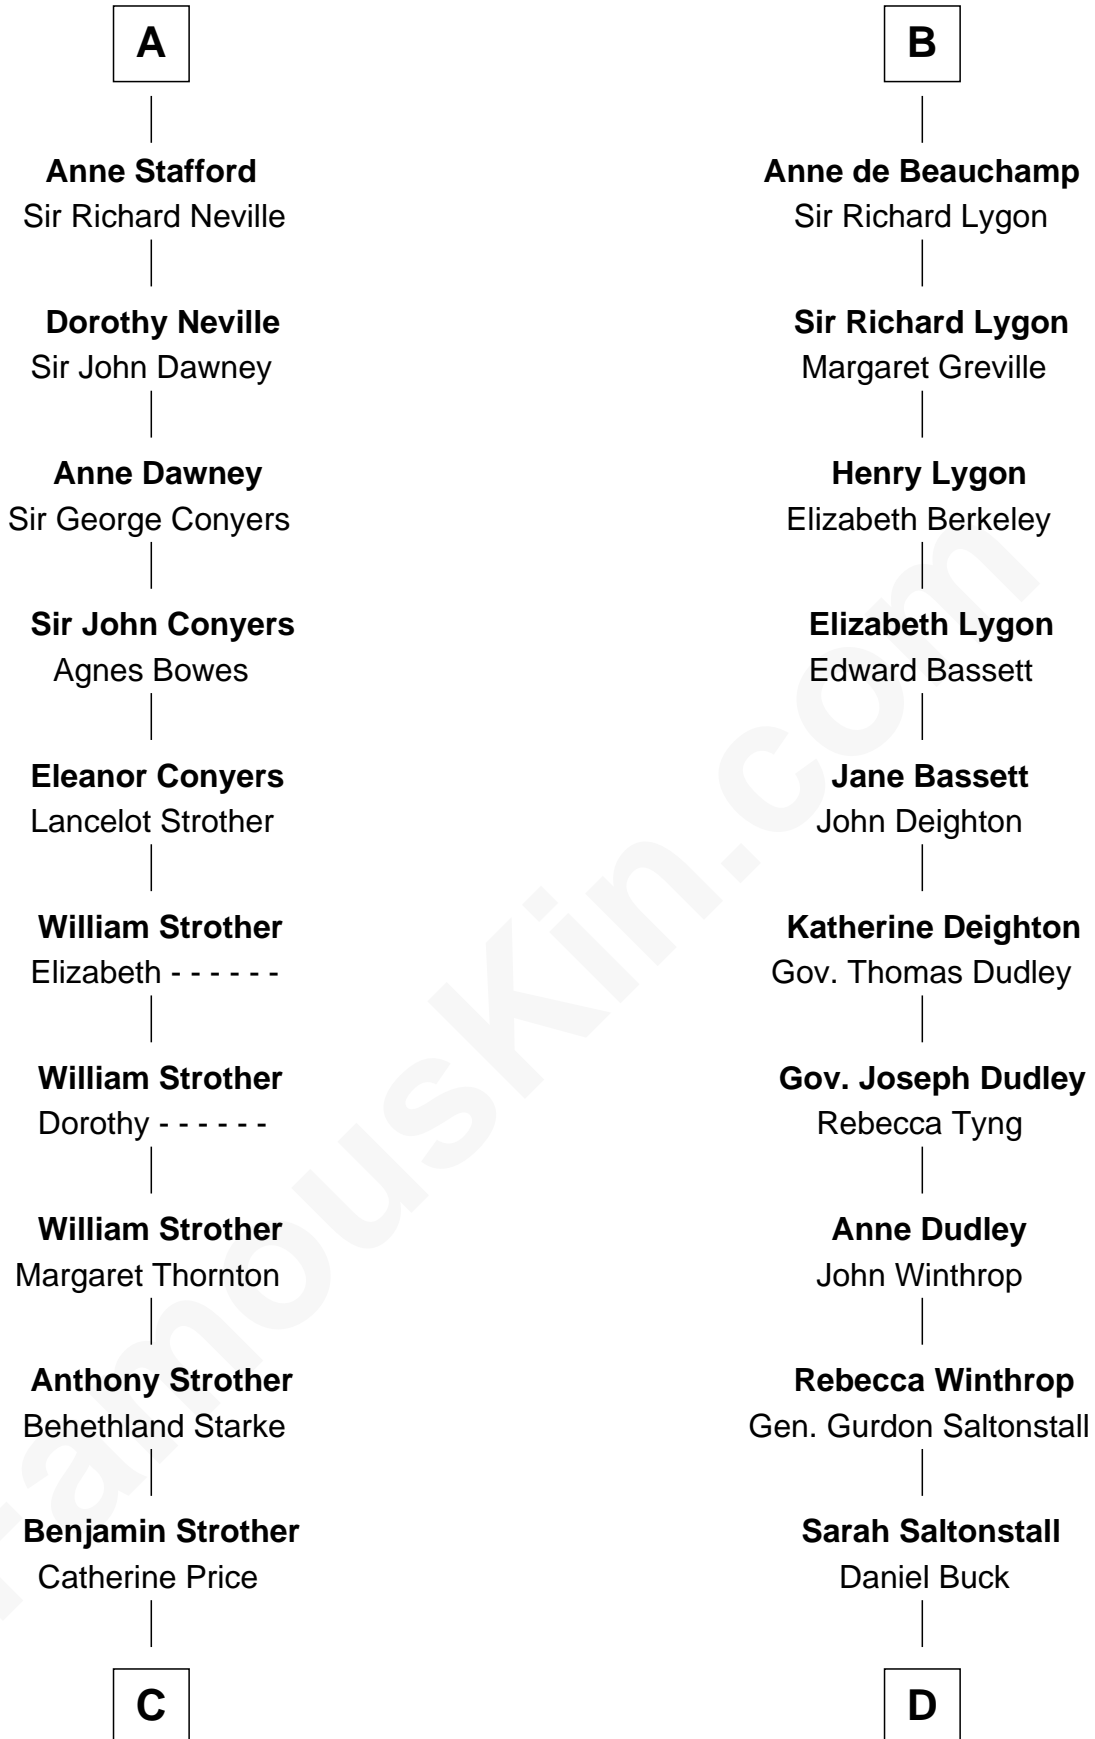 A
Anne Stafford
Sir Richard Neville
Dorothy Neville
Sir John Dawney
Anne Dawney
Sir George Conyers
Sir John Conyers
Agnes Bowes
Eleanor Conyers
Lancelot Strother
William Strother
Elizabeth - - - - - -
William Strother
Dorothy - - - - - -
William Strother
Margaret Thornton
Anthony Strother
Behethland Starke
Benjamin Strother
Catherine Price
C
B
Anne de Beauchamp
Sir Richard Lygon
Sir Richard Lygon
Margaret Greville
Henry Lygon
Elizabeth Berkeley
Elizabeth Lygon
Edward Bassett
Jane Bassett
John Deighton
Katherine Deighton
Gov. Thomas Dudley
Gov. Joseph Dudley
Rebecca Tyng
Anne Dudley
John Winthrop
Rebecca Winthrop
Gen. Gurdon Saltonstall
Sarah Saltonstall
Daniel Buck
D
FamousKin.com